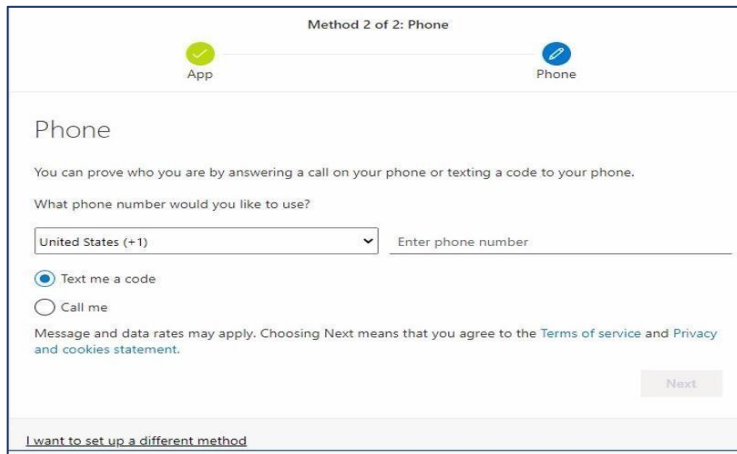 Method 2 of 2: Phone
App
Phone
Phone
You can prove who you are by answering a call on your phone or texting a code to your phone.
What phone number would you like to use?
United States (+1)
Enter phone number
Text me a code
Call me
Message and data rates may apply. Choosing Next means that you agree to the Terms of service and Privacy
and cookies statement.
Next
I want to set up a different method